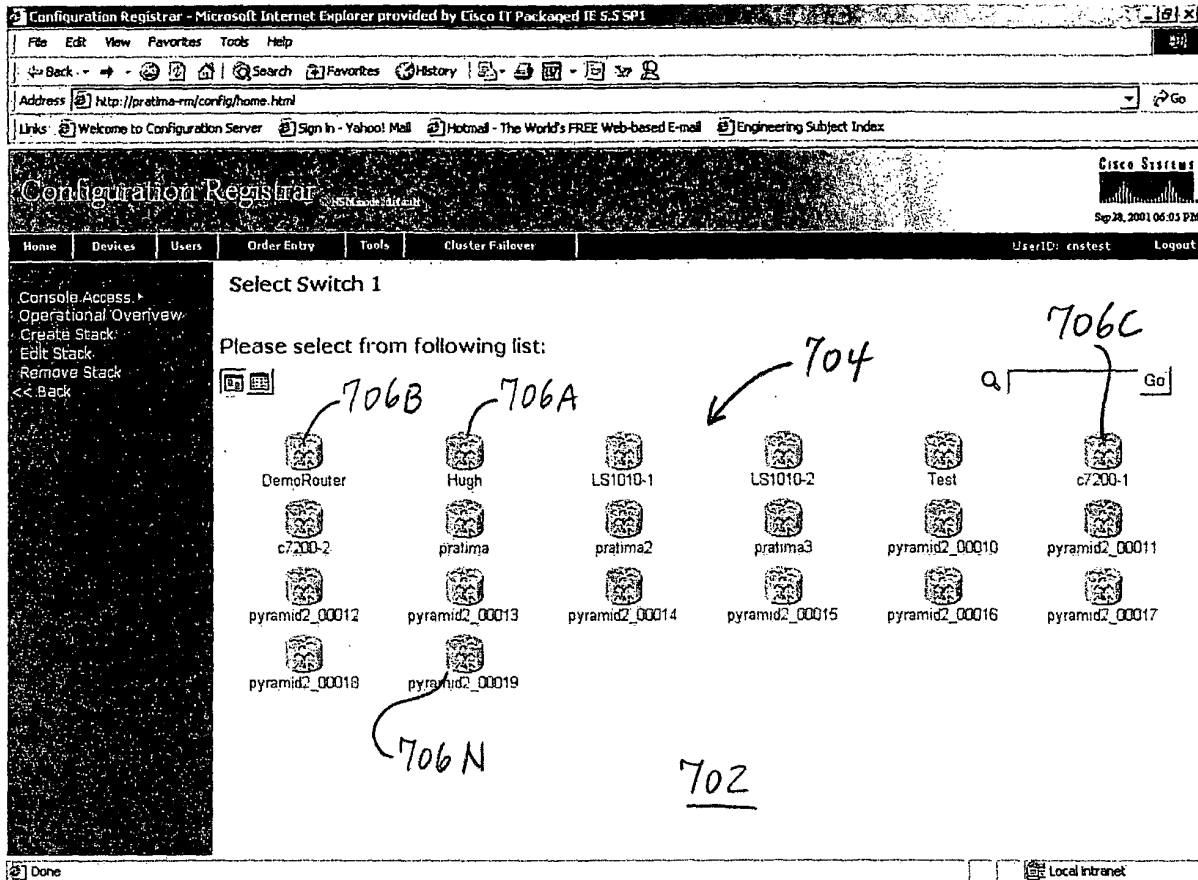 Configuration Registrar - Microsoft Internet Explorer provided by Cisco IT Packaged IE 5.5 SP1
File Edit View Favorites Tools Help
Back Search Favorites History
Address http://pratima-rm/config/home.html Go
Links Welcome to Configuration Server Sign In - Yahoo! Mail Hotmail - The World's FREE Web-based E-mail Engineering Subject Index
Cisco Systems
Configuration Registrar
Sep 28, 2001 06:05 PM
Home Devices Users Order Entry Tools Cluster Failover UserID: cnstest Logout
Select Switch 1
Console Access
Operational Overivew
Create Stack
Edit Stack
Remove Stack
<< Back
Please select from following list:
706C
704
Go
706B 706A
DemoRouter Hugh LS1010-1 LS1010-2 Test c7200-1
c7200-2 pratima pratima2 pratima3 pyramid2_00010 pyramid2_00011
pyramid2_00012 pyramid2_00013 pyramid2_00014 pyramid2_00015 pyramid2_00016 pyramid2_00017
pyramid2_00018 pyramid2_00019
706N
702
Done Local intranet